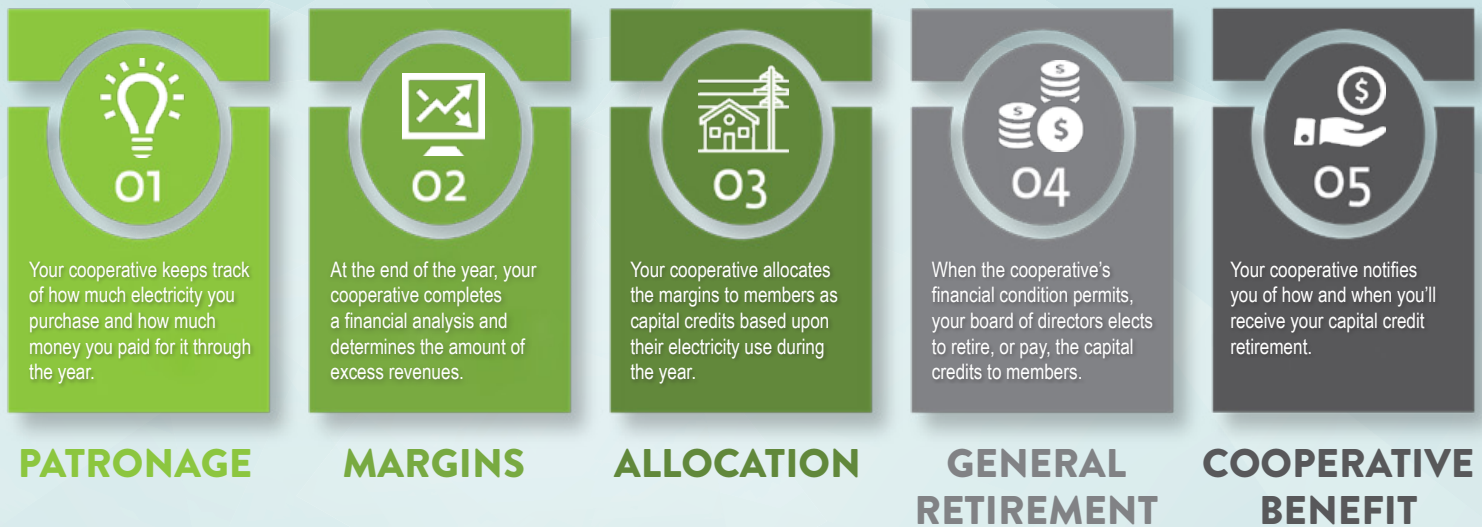 01
Your cooperative keeps track
of how much electricity you
purchase and how much
money you paid for it through
the year.
PATRONAGE
02
At the end of the year, your
cooperative completes
a financial analysis and
determines the amount of
excess revenues.
MARGINS
03
Your cooperative allocates
the margins to members as
capital credits based upon
their electricity use during
the year.
ALLOCATION
$
$
$
04
When the cooperative's
financial condition permits,
your board of directors elects
to retire, or pay, the capital
credits to members.
GENERAL
RETIREMENT
$
05
Your cooperative notifies
you of how and when you'll
receive your capital credit
retirement.
COOPERATIVE
BENEFIT